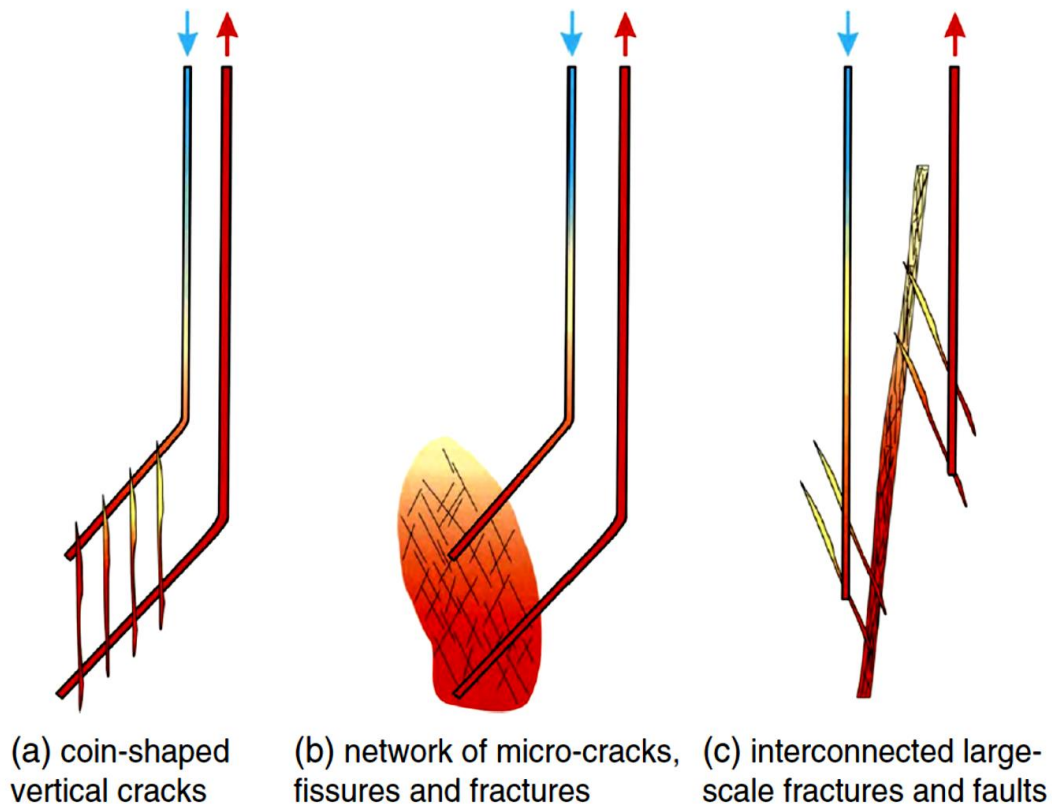 (a) coin-shaped
vertical cracks
(b) network of micro-cracks,
fissures and fractures
(c) interconnected large-
scale fractures and faults